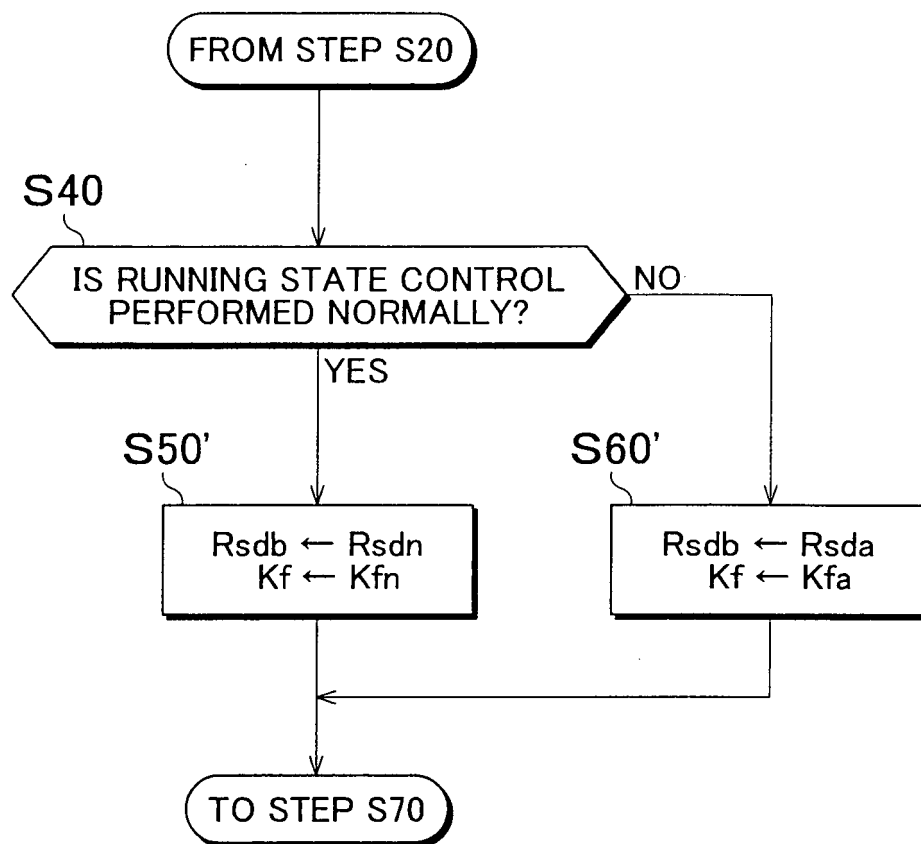 FROM STEP S20
S40
IS RUNNING STATE CONTROL
PERFORMED NORMALLY?
NO
YES
S50'
Rsdb ← Rsdn
Kf ← Kfn
S60'
Rsdb ← Rsda
Kf ← Kfa
TO STEP S70